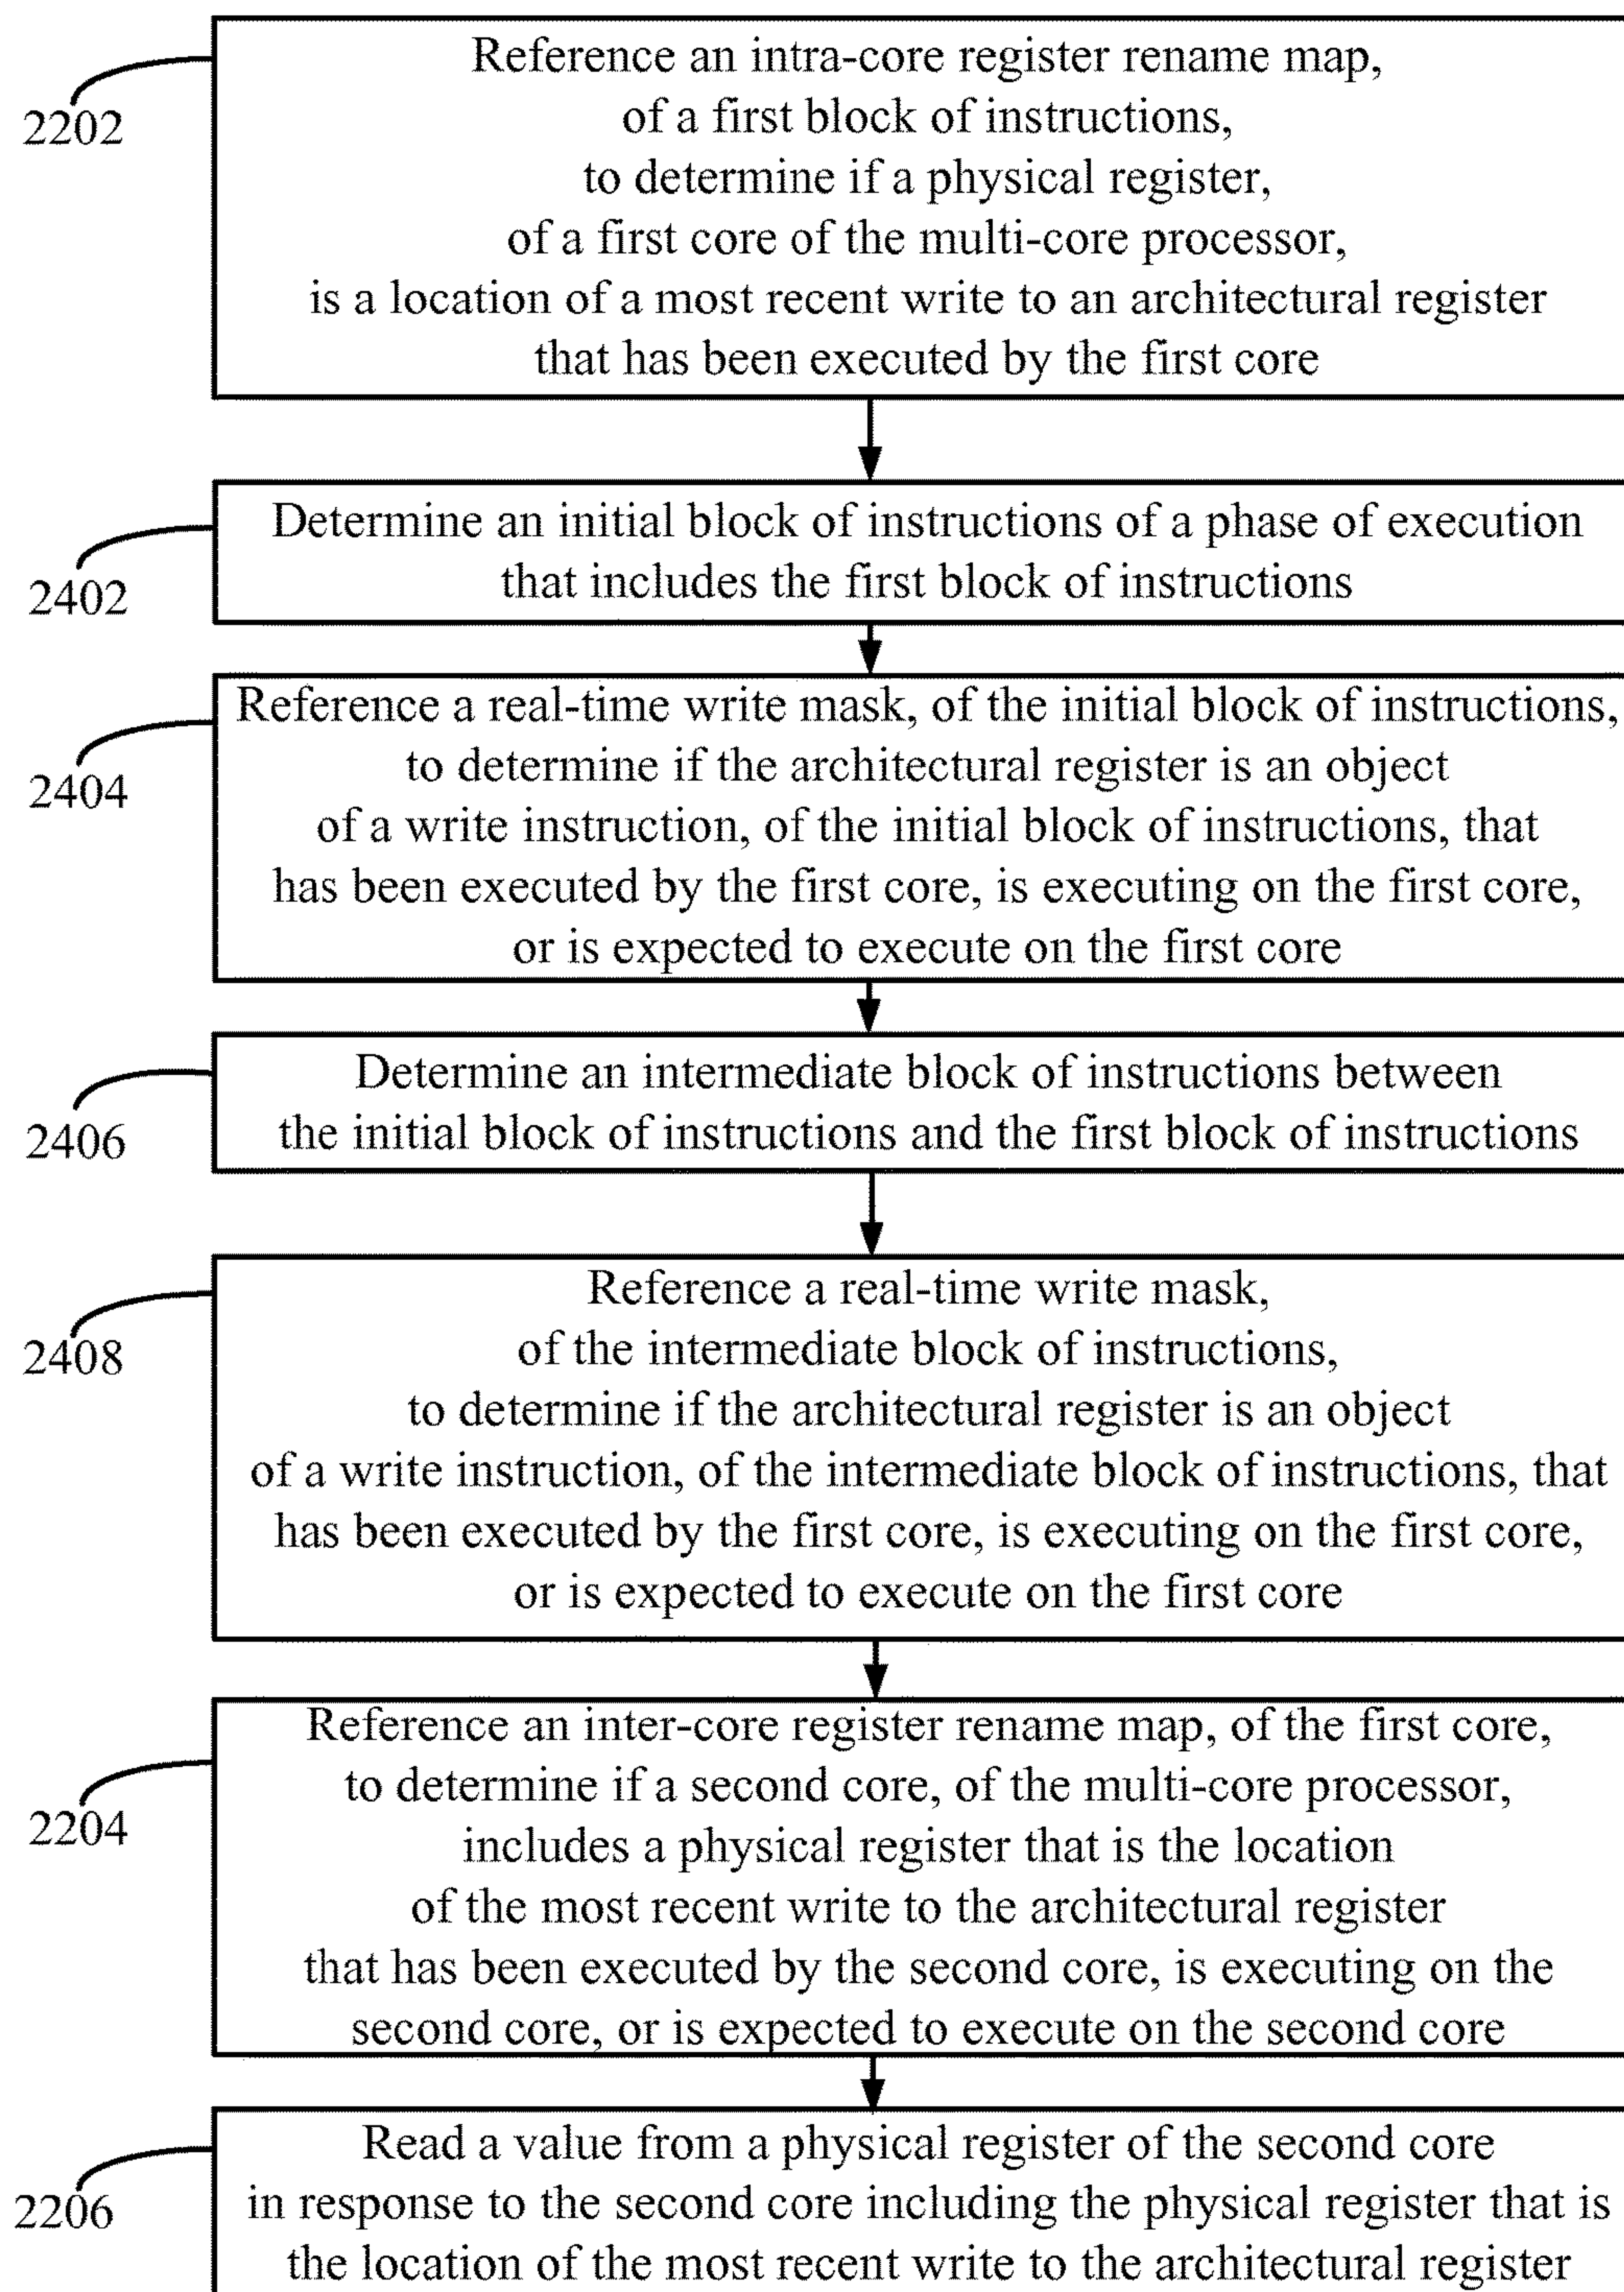 Reference an intra-core register rename map,
of a first block of instructions,
to determine if a physical register,
of a first core of the multi-core processor,
is a location of a most recent write to an architectural register
that has been executed by the first core
2202
Determine an initial block of instructions of a phase of execution
that includes the first block of instructions
2402
Reference a real-time write mask, of the initial block of instructions,
to determine if the architectural register is an object
of a write instruction, of the initial block of instructions, that
has been executed by the first core, is executing on the first core,
or is expected to execute on the first core
2404
Determine an intermediate block of instructions between
the initial block of instructions and the first block of instructions
2406
Reference a real-time write mask,
of the intermediate block of instructions,
to determine if the architectural register is an object
of a write instruction, of the intermediate block of instructions, that
has been executed by the first core, is executing on the first core,
or is expected to execute on the first core
2408
Reference an inter-core register rename map, of the first core,
to determine if a second core, of the multi-core processor,
includes a physical register that is the location
of the most recent write to the architectural register
that has been executed by the second core, is executing on the
second core, or is expected to execute on the second core
2204
Read a value from a physical register of the second core
in response to the second core including the physical register that is
the location of the most recent write to the architectural register
2206